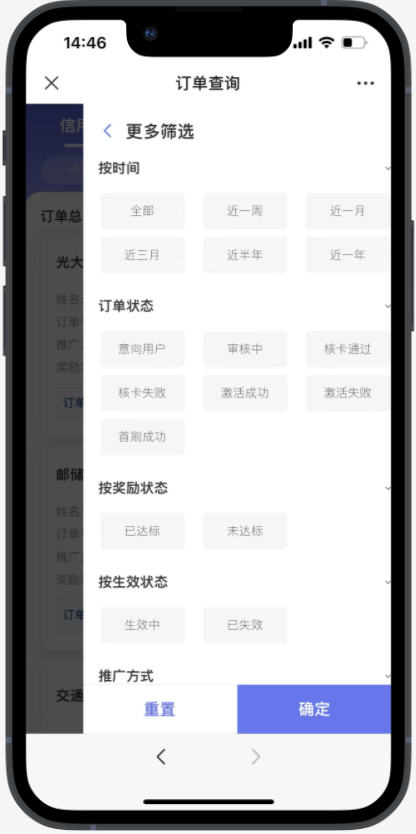 14:46
订单查询
信用
更多筛选
按时间
全部 近一周 近一月
近三月 近半年 近一年
订单总
光大
姓名:
订单
推广
奖励
订单
订单状态
意向用户 审核中 核卡通过
核卡失败 激活成功 激活失败
首刷成功
按奖励状态
已达标 未达标
邮储
姓名:
订单
推广
奖励
订单
按生效状态
生效中 已失效
推广方式
交通
重置 确定